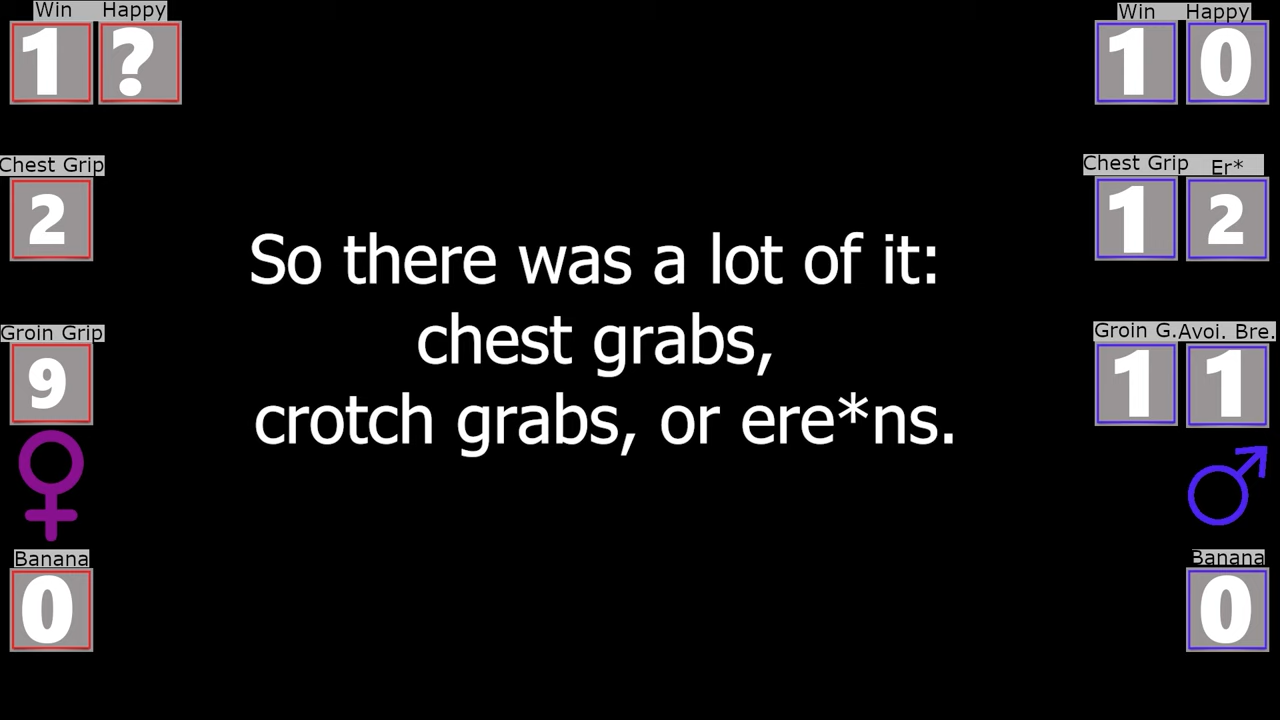 Win Happy
1 ?
Win Happy
1 0
Chest Grip
2
Chest Grip Er*
1 2
So there was a lot of it:
chest grabs,
crotch grabs, or ere*ns.
Groin Grip
9
Groin G. Avoi. Bre.
1 1
Banana
0
Banana
0